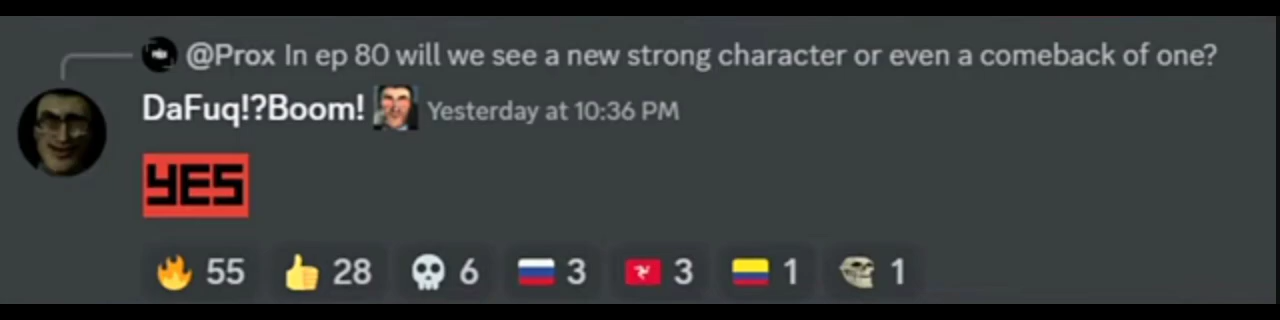 @Prox In ep 80 will we see a new strong character or even a comeback of one?
DaFuq!?Boom! Yesterday at 10:36 PM
YES
🔥 55 👍 28 💀 6 🇷🇺 3 🇮🇲 3 🇨🇴 1 1